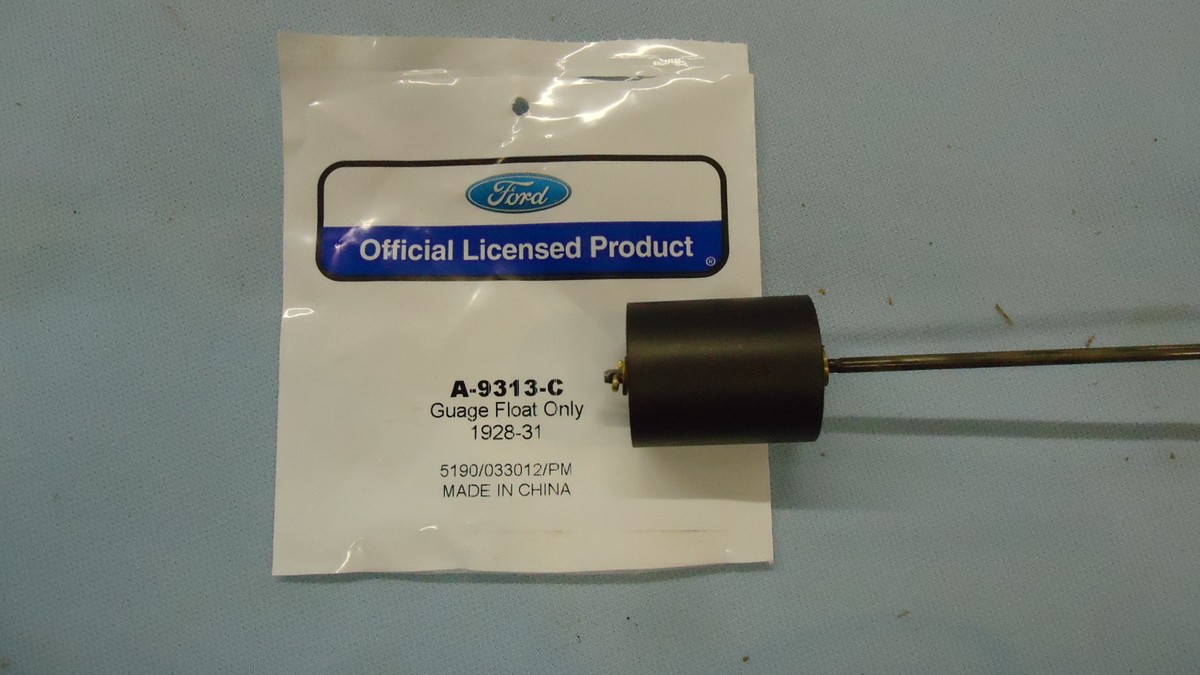 Ford
Official Licensed Product
®
A-9313-C
Guage Float Only
1928-31
5190/033012/PM
MADE IN CHINA